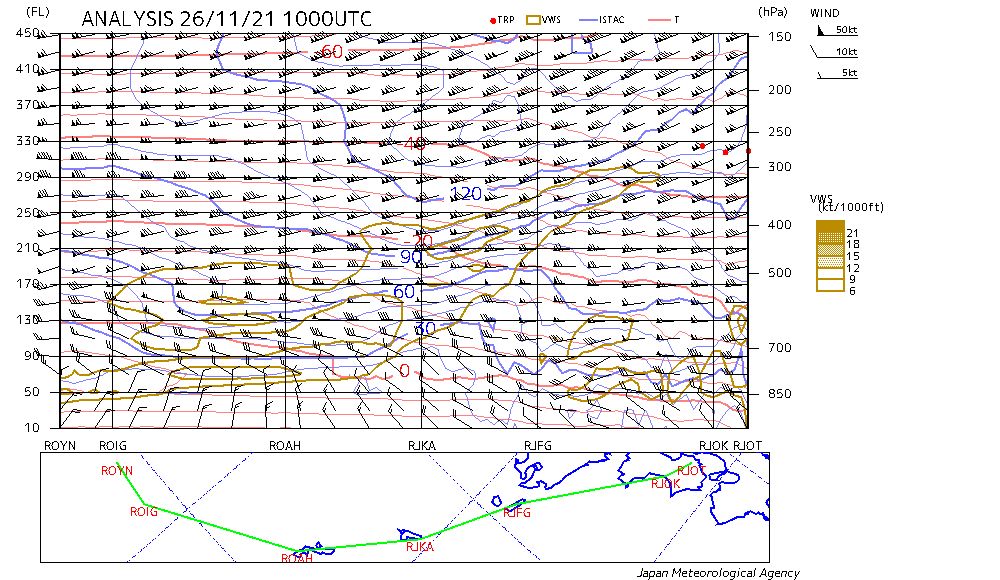 (FL)
ANALYSIS 26/11/21 1000UTC
TRP VWS ISTAC T
(hPa)
WIND
50kt
10kt
5kt
450
410
370
330
290
250
210
170
130
90
50
10
150
200
250
300
400
500
700
850
-60
-40
120
-20
90
60
30
0
VWS
(kt/1000ft)
21
18
15
12
9
6
ROYN ROIG ROAH RJKA RJFG RJOK RJOT
ROYN
ROIG
ROAH
RJKA
RJFG
RJOK
RJOT
Japan Meteorological Agency